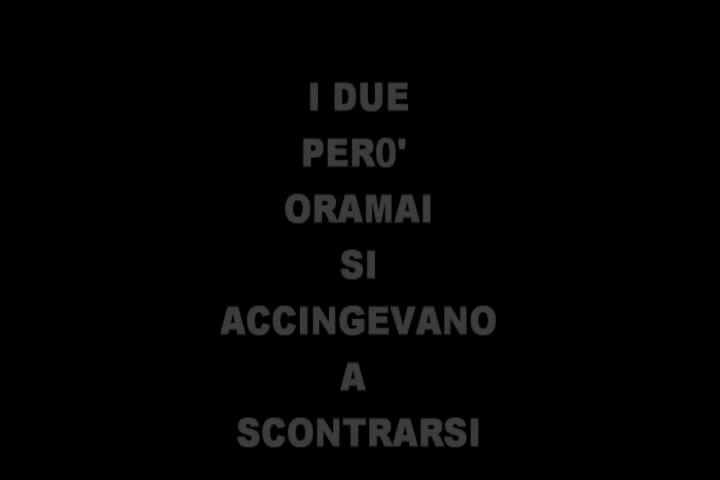 I DUE
PERO'
ORAMAI
SI
ACCINGEVANO
A
SCONTRARSI